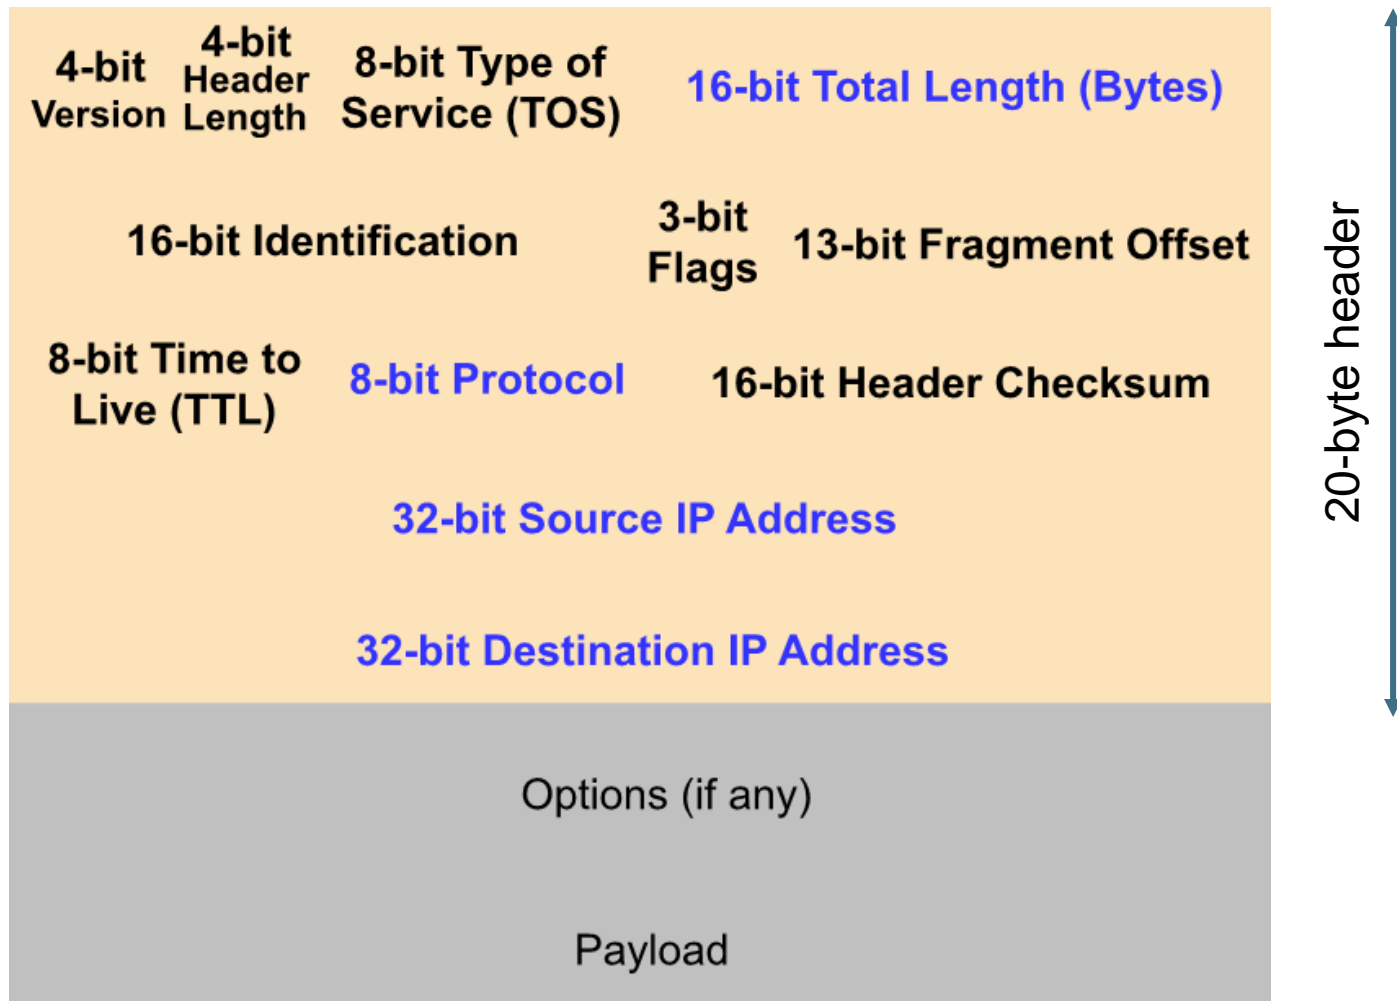 4-bit
Version
4-bit
Header
Length
8-bit Type of
Service (TOS)
16-bit Total Length (Bytes)
16-bit Identification
3-bit
Flags
13-bit Fragment Offset
8-bit Time to
Live (TTL)
8-bit Protocol
16-bit Header Checksum
32-bit Source IP Address
32-bit Destination IP Address
Options (if any)
Payload
20-byte header